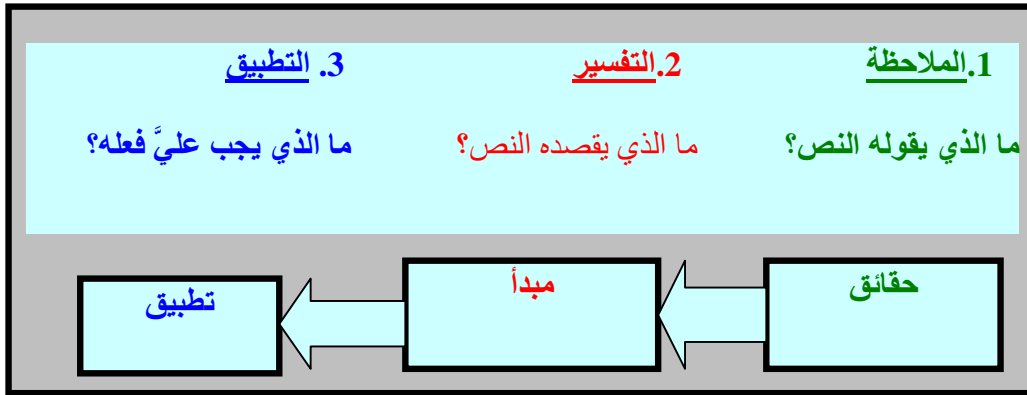 1.الملاحظة 2.التفسير 3. التطبيق
ما الذي يقوله النص؟ ما الذي يقصده النص؟ ما الذي يجب عليَّ فعله؟
حقائق مبدأ تطبيق